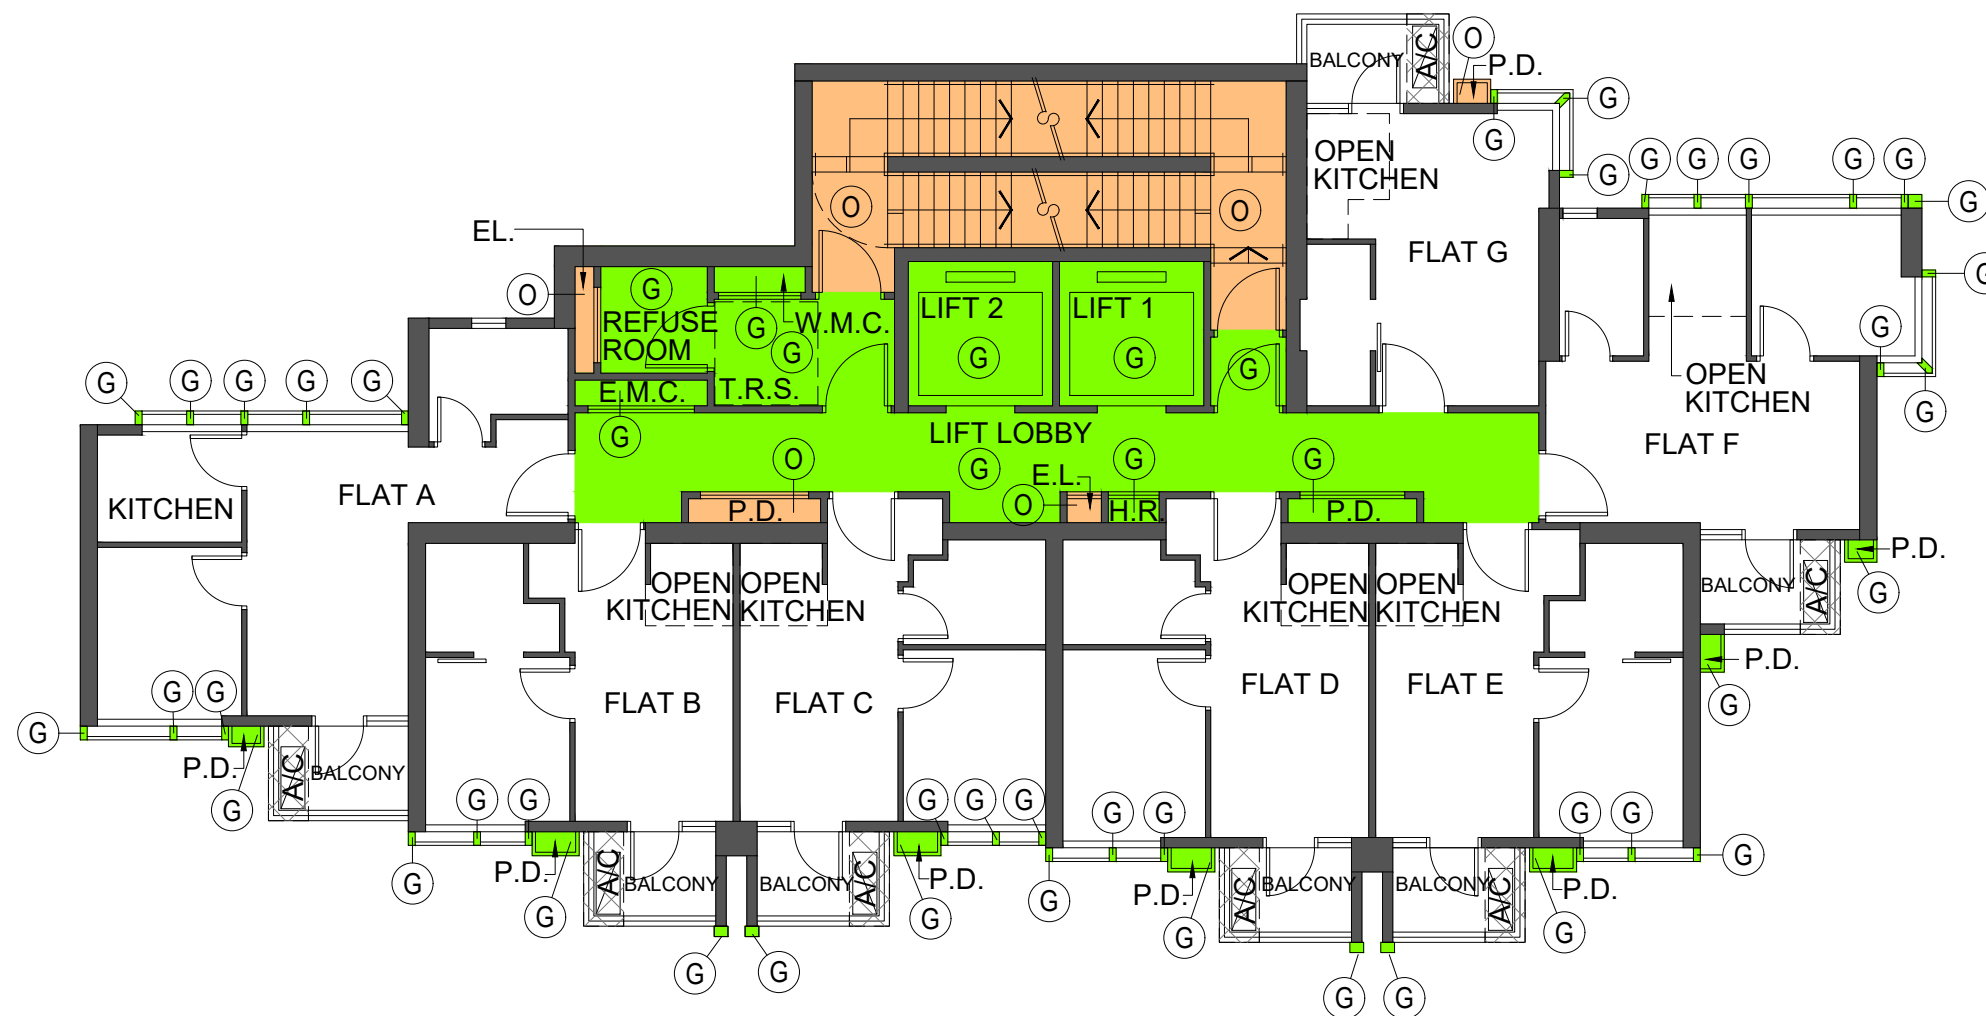 BALCONY
A/C
O
P.D.
G
G
G
OPEN
KITCHEN
G
G
G
G
G
G
O
O
EL.
FLAT G
O
G
REFUSE
ROOM
G
W.M.C.
G
LIFT 2
G
LIFT 1
G
G
G
G
G
OPEN
KITCHEN
G
E.M.C.
T.R.S.
G
G
G
G
G
G
LIFT LOBBY
G
FLAT F
O
E.L.
G
G
O
P.D.
H.R.
P.D.
FLAT A
KITCHEN
OPEN
KITCHEN
OPEN
KITCHEN
OPEN
KITCHEN
OPEN
KITCHEN
BALCONY
A/C
P.D.
G
P.D.
G
G
G
G
P.D.
G
A/C
BALCONY
FLAT B
FLAT C
FLAT D
FLAT E
G
G
G
P.D.
G
A/C
BALCONY
BALCONY
A/C
G
G
G
P.D.
G
G
G
G
G
G
P.D.
G
A/C
BALCONY
BALCONY
A/C
G
G
G
P.D.
G
G
G